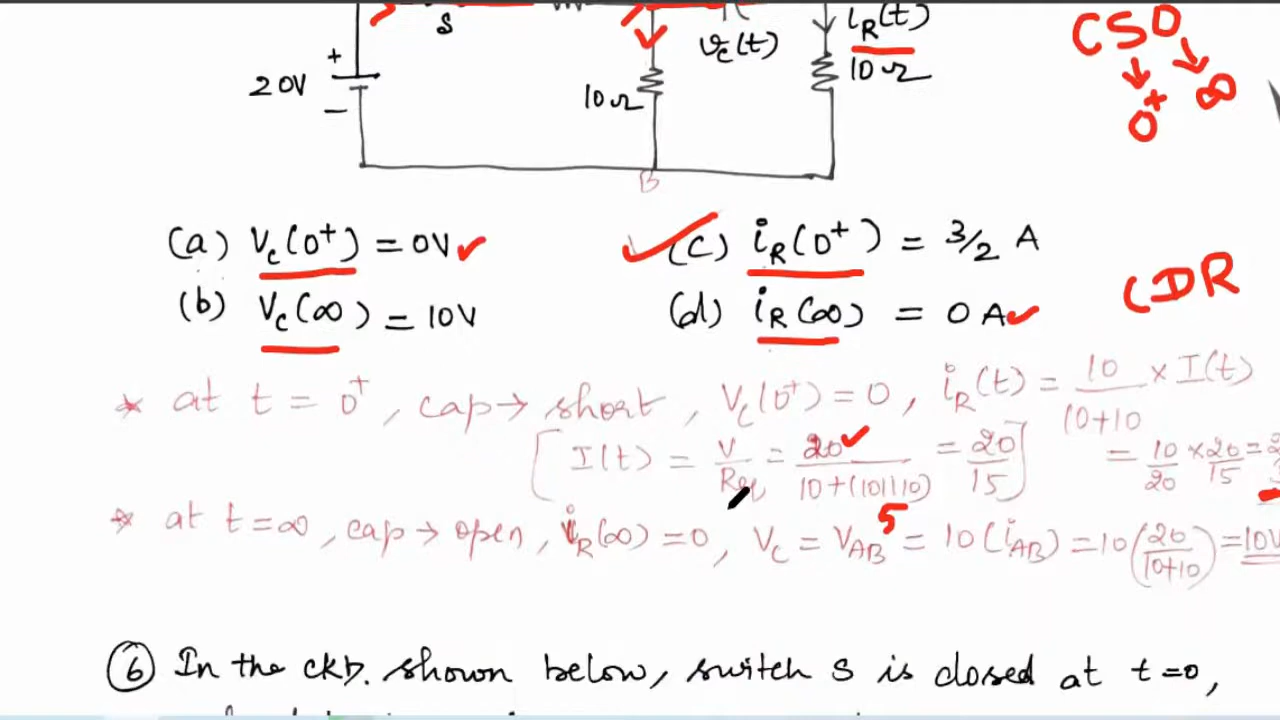 S
i_R(t)
CSD
v_c(t)
20V
+
−
10Ω
10Ω
0⁺ ∞
B
(a) V_c(0⁺) = 0V ✓
✓ (c) i_R(0⁺) = 3/2 A
CDR
(b) V_c(∞) = 10V
(d) i_R(∞) = 0 A ✓
* at t = 0⁺, cap → short, V_c(0⁺) = 0, i_R(t) = 10/(10+10) × I(t)
[I(t) = V/Req = 20/(10+(10||10)) = 20/15] = 10/20 × 20/15 =
* at t=∞, cap → open, i_R(∞) = 0, V_c = V_AB = 10(i_AB) = 10(20/(10+10)) = 10V
5
⑥ In the ckt. shown below, switch S is closed at t=0,